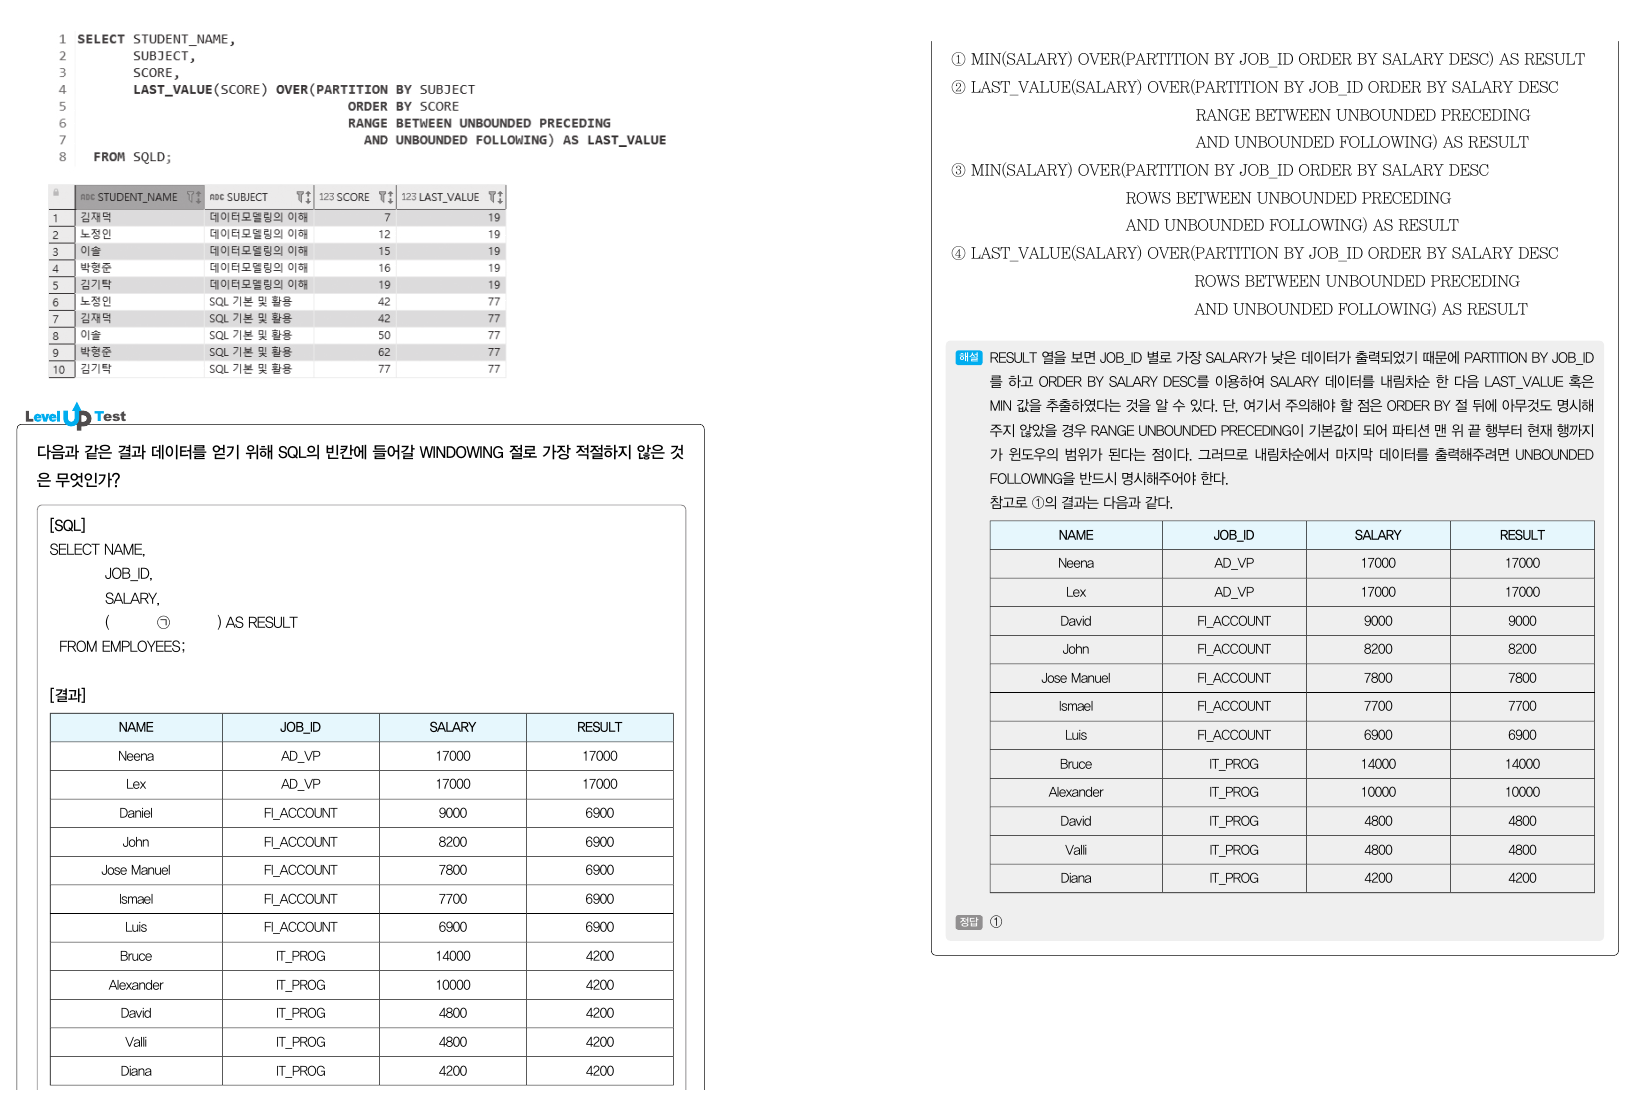 1 SELECT STUDENT_NAME,
2 SUBJECT,
3 SCORE,
4 LAST_VALUE(SCORE) OVER(PARTITION BY SUBJECT
5 ORDER BY SCORE
6 RANGE BETWEEN UNBOUNDED PRECEDING
7 AND UNBOUNDED FOLLOWING) AS LAST_VALUE
8 FROM SQLD;
ABC STUDENT_NAME ABC SUBJECT 123 SCORE 123 LAST_VALUE
1 김재덕 데이터모델링의 이해 7 19
2 노정인 데이터모델링의 이해 12 19
3 이솔 데이터모델링의 이해 15 19
4 박형준 데이터모델링의 이해 16 19
5 김기탁 데이터모델링의 이해 19 19
6 노정인 SQL 기본 및 활용 42 77
7 김재덕 SQL 기본 및 활용 42 77
8 이솔 SQL 기본 및 활용 50 77
9 박형준 SQL 기본 및 활용 62 77
10 김기탁 SQL 기본 및 활용 77 77
Level Up Test
다음과 같은 결과 데이터를 얻기 위해 SQL의 빈칸에 들어갈 WINDOWING 절로 가장 적절하지 않은 것
은 무엇인가?
[SQL]
SELECT NAME,
JOB_ID,
SALARY,
( ㉠ ) AS RESULT
FROM EMPLOYEES;
[결과]
NAME JOB_ID SALARY RESULT
Neena AD_VP 17000 17000
Lex AD_VP 17000 17000
Daniel FI_ACCOUNT 9000 6900
John FI_ACCOUNT 8200 6900
Jose Manuel FI_ACCOUNT 7800 6900
Ismael FI_ACCOUNT 7700 6900
Luis FI_ACCOUNT 6900 6900
Bruce IT_PROG 14000 4200
Alexander IT_PROG 10000 4200
David IT_PROG 4800 4200
Valli IT_PROG 4800 4200
Diana IT_PROG 4200 4200
① MIN(SALARY) OVER(PARTITION BY JOB_ID ORDER BY SALARY DESC) AS RESULT
② LAST_VALUE(SALARY) OVER(PARTITION BY JOB_ID ORDER BY SALARY DESC
RANGE BETWEEN UNBOUNDED PRECEDING
AND UNBOUNDED FOLLOWING) AS RESULT
③ MIN(SALARY) OVER(PARTITION BY JOB_ID ORDER BY SALARY DESC
ROWS BETWEEN UNBOUNDED PRECEDING
AND UNBOUNDED FOLLOWING) AS RESULT
④ LAST_VALUE(SALARY) OVER(PARTITION BY JOB_ID ORDER BY SALARY DESC
ROWS BETWEEN UNBOUNDED PRECEDING
AND UNBOUNDED FOLLOWING) AS RESULT
해설 RESULT 열을 보면 JOB_ID 별로 가장 SALARY가 낮은 데이터가 출력되었기 때문에 PARTITION BY JOB_ID
를 하고 ORDER BY SALARY DESC를 이용하여 SALARY 데이터를 내림차순 한 다음 LAST_VALUE 혹은
MIN 값을 추출하였다는 것을 알 수 있다. 단, 여기서 주의해야 할 점은 ORDER BY 절 뒤에 아무것도 명시해
주지 않았을 경우 RANGE UNBOUNDED PRECEDING이 기본값이 되어 파티션 맨 위 끝 행부터 현재 행까지
가 윈도우의 범위가 된다는 점이다. 그러므로 내림차순에서 마지막 데이터를 출력해주려면 UNBOUNDED
FOLLOWING을 반드시 명시해주어야 한다.
참고로 ①의 결과는 다음과 같다.
NAME JOB_ID SALARY RESULT
Neena AD_VP 17000 17000
Lex AD_VP 17000 17000
David FI_ACCOUNT 9000 9000
John FI_ACCOUNT 8200 8200
Jose Manuel FI_ACCOUNT 7800 7800
Ismael FI_ACCOUNT 7700 7700
Luis FI_ACCOUNT 6900 6900
Bruce IT_PROG 14000 14000
Alexander IT_PROG 10000 10000
David IT_PROG 4800 4800
Valli IT_PROG 4800 4800
Diana IT_PROG 4200 4200
정답 ①